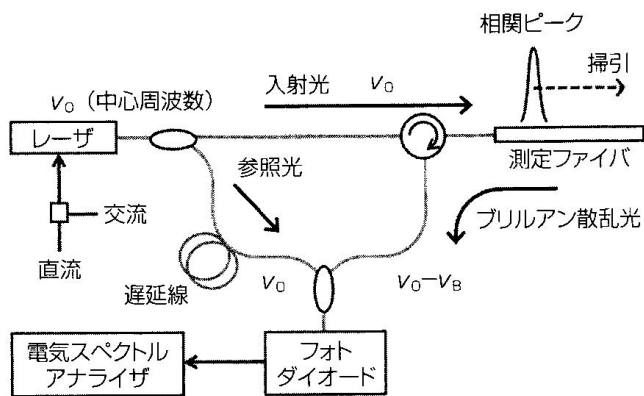 相関ピーク
掃引
入射光 ν₀
ν₀（中心周波数）
レーザ
測定ファイバ
参照光
ブリルアン散乱光
交流
直流
遅延線
ν₀
ν₀−νB
電気スペクトル
アナライザ
フォト
ダイオード